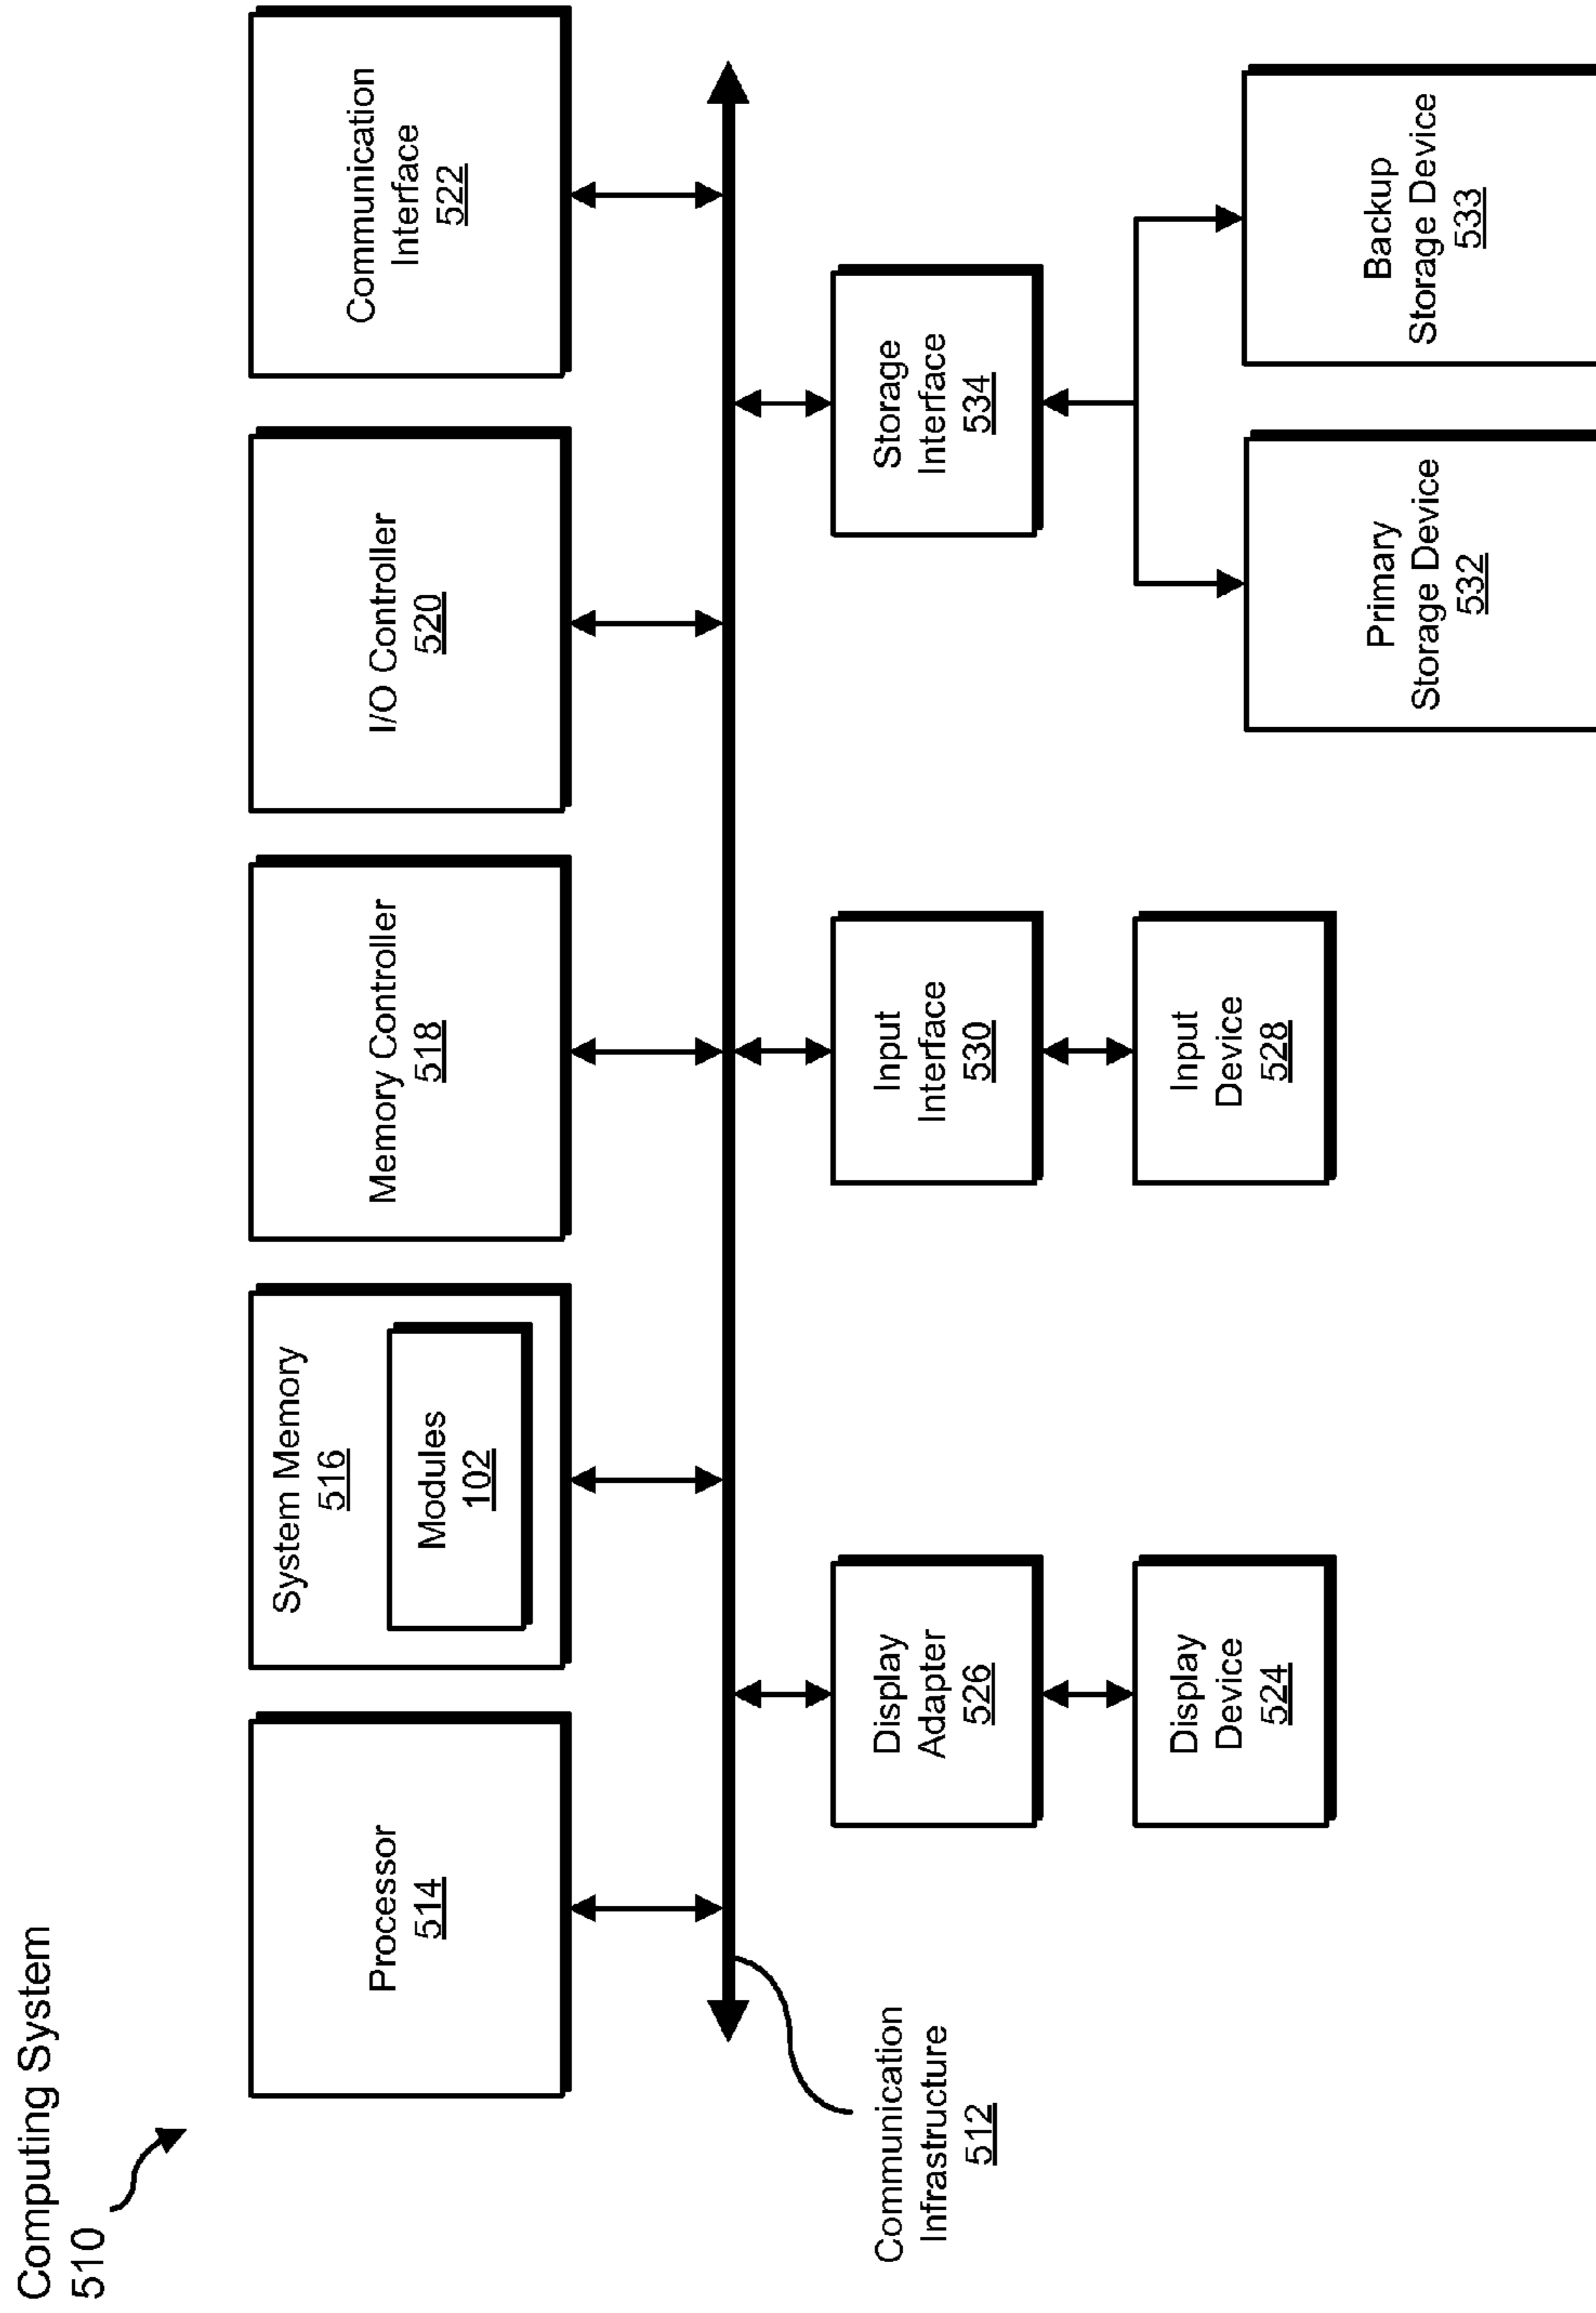 Computing System
510
Processor
514
System Memory
516
Modules
102
Memory Controller
518
I/O Controller
520
Communication
Interface
522
Communication
Infrastructure
512
Display
Adapter
526
Input
Interface
530
Storage
Interface
534
Display
Device
524
Input
Device
528
Primary
Storage Device
532
Backup
Storage Device
533